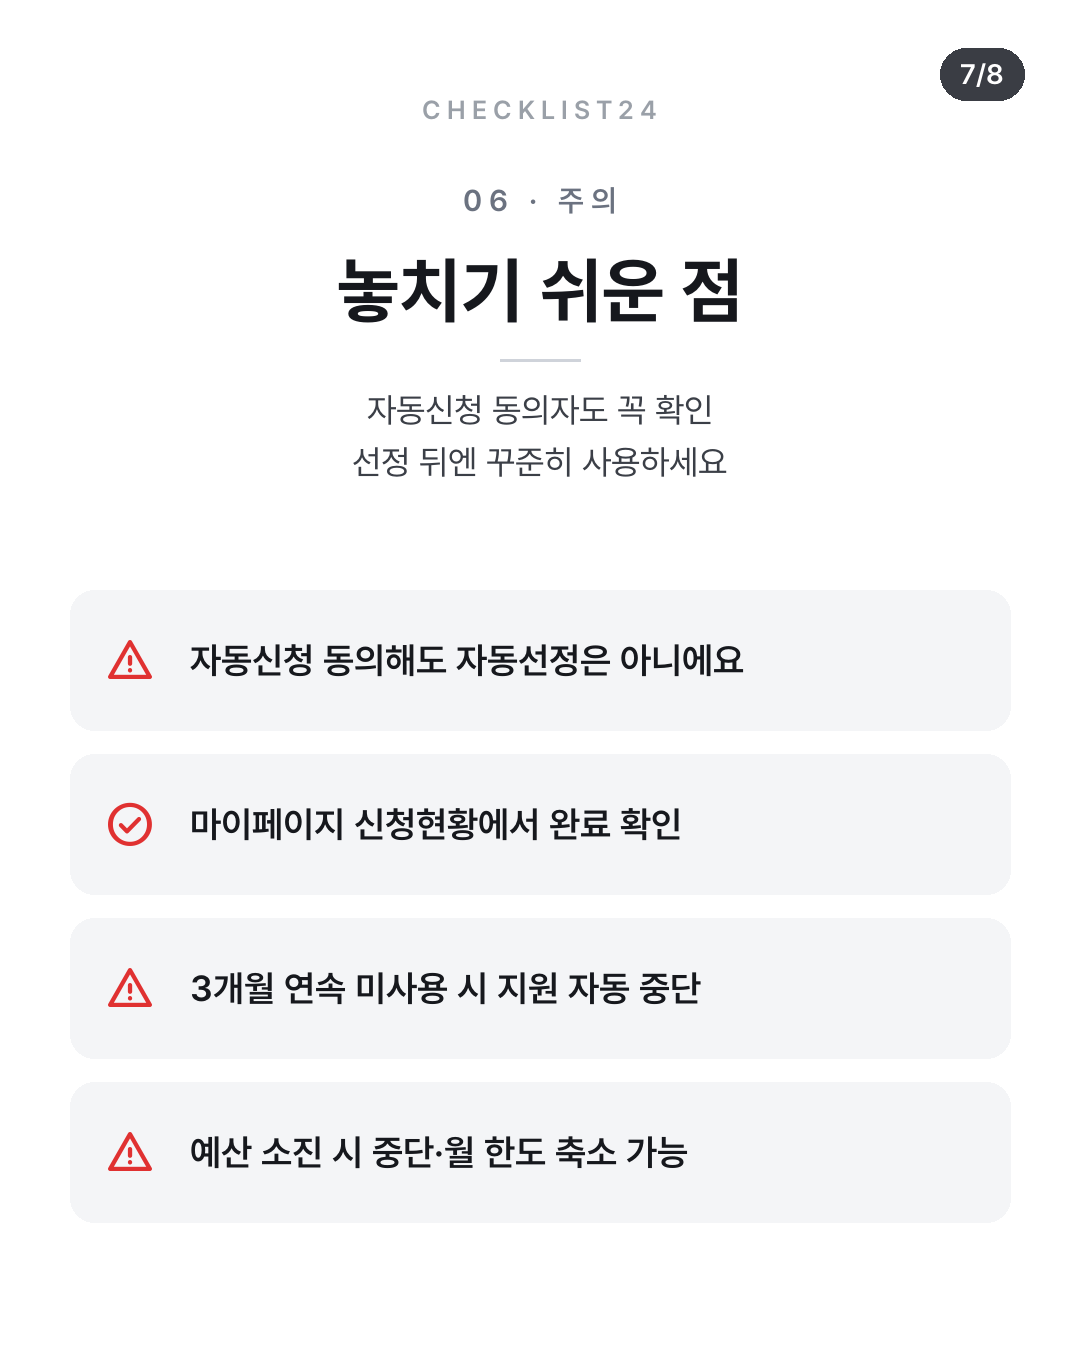 7/8
CHECKLIST24
06 · 주의
놓치기 쉬운 점
자동신청 동의자도 꼭 확인
선정 뒤엔 꾸준히 사용하세요
자동신청 동의해도 자동선정은 아니에요
마이페이지 신청현황에서 완료 확인
3개월 연속 미사용 시 지원 자동 중단
예산 소진 시 중단·월 한도 축소 가능